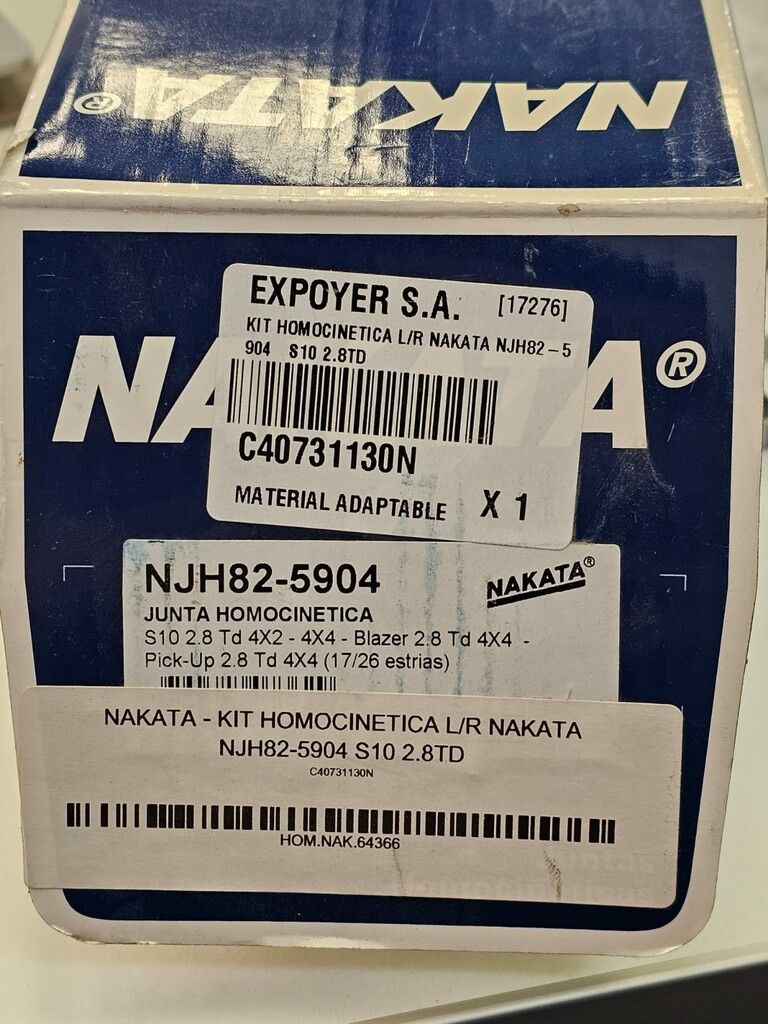 NAKATA®
NAKATA®
EXPOYER S.A. [17276]
KIT HOMOCINETICA L/R NAKATA NJH82-5
904 S10 2.8TD
C40731130N
MATERIAL ADAPTABLE X 1
NJH82-5904 NAKATA®
JUNTA HOMOCINETICA
S10 2.8 Td 4X2 - 4X4 - Blazer 2.8 Td 4X4 -
Pick-Up 2.8 Td 4X4 (17/26 estrias)
NAKATA - KIT HOMOCINETICA L/R NAKATA
NJH82-5904 S10 2.8TD
C40731130N
HOM.NAK.64366